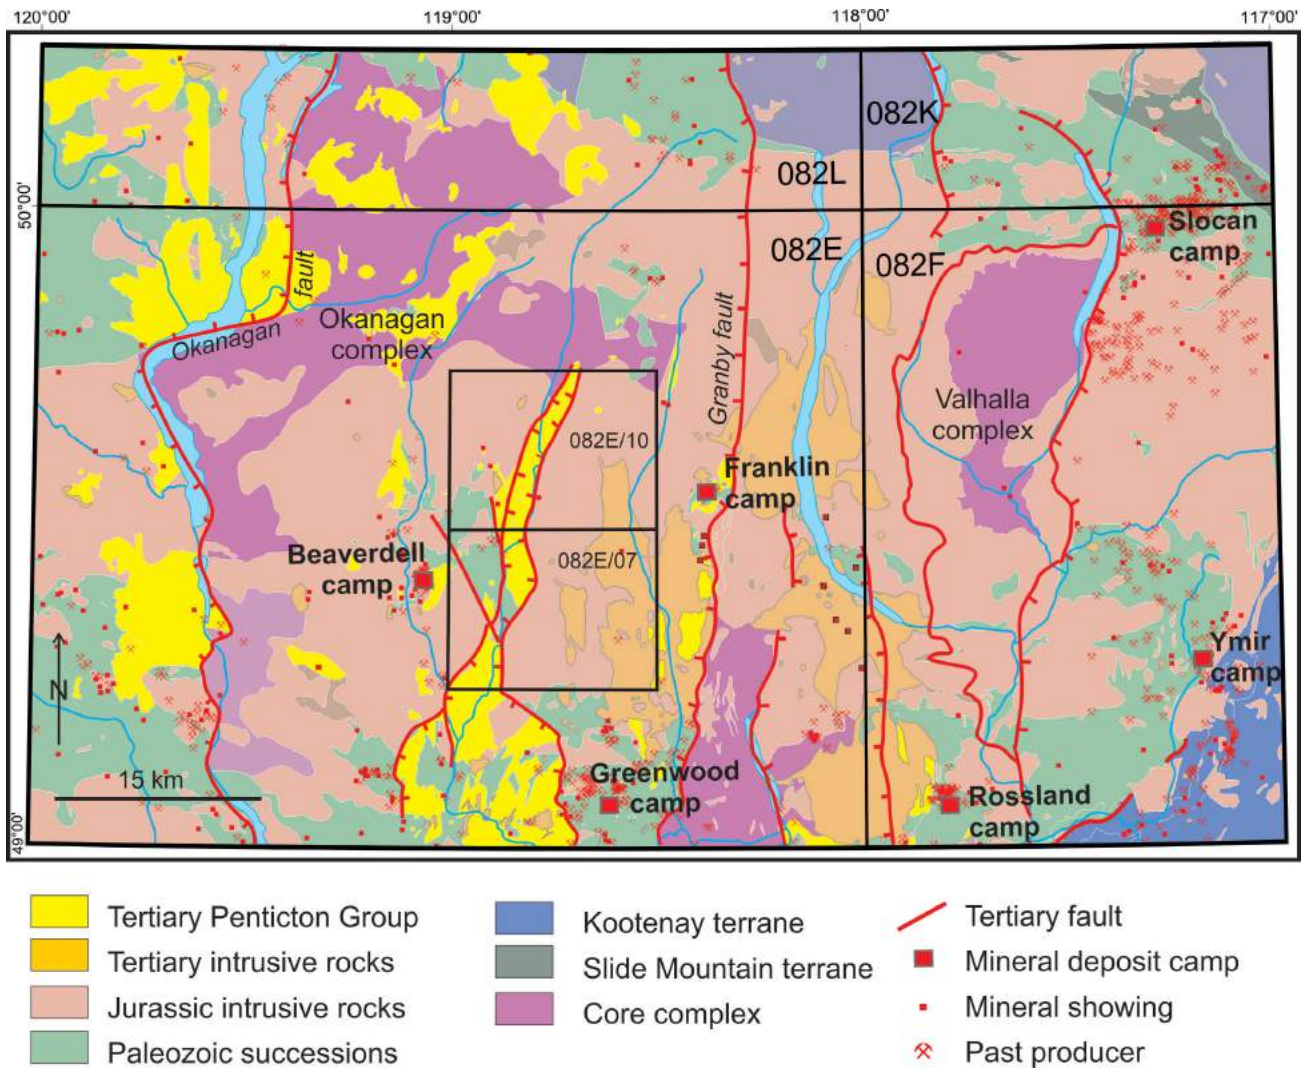 120°00'
119°00'
118°00'
117°00'
50°00'
49°00'
082K
082L
082E
082F
Slocan
camp
fault
Okanagan
Okanagan
complex
Granby fault
Valhalla
complex
082E/10
Franklin
camp
Beaverdell
camp
082E/07
Ymir
camp
N
15 km
Greenwood
camp
Rossland
camp
Tertiary Penticton Group
Tertiary intrusive rocks
Jurassic intrusive rocks
Paleozoic successions
Kootenay terrane
Slide Mountain terrane
Core complex
Tertiary fault
Mineral deposit camp
Mineral showing
Past producer